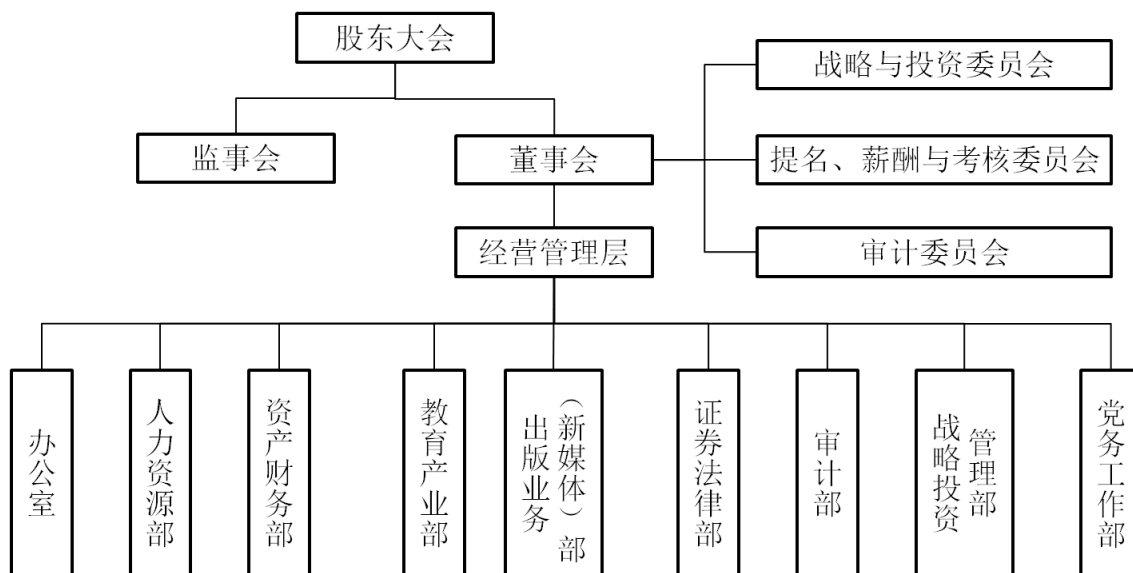 股东大会
战略与投资委员会
监事会
董事会
提名、薪酬与考核委员会
经营管理层
审计委员会
办公室
人力资源部
资产财务部
教育产业部
出版业务
（新媒体）部
证券法律部
审计部
战略投资
管理部
党务工作部